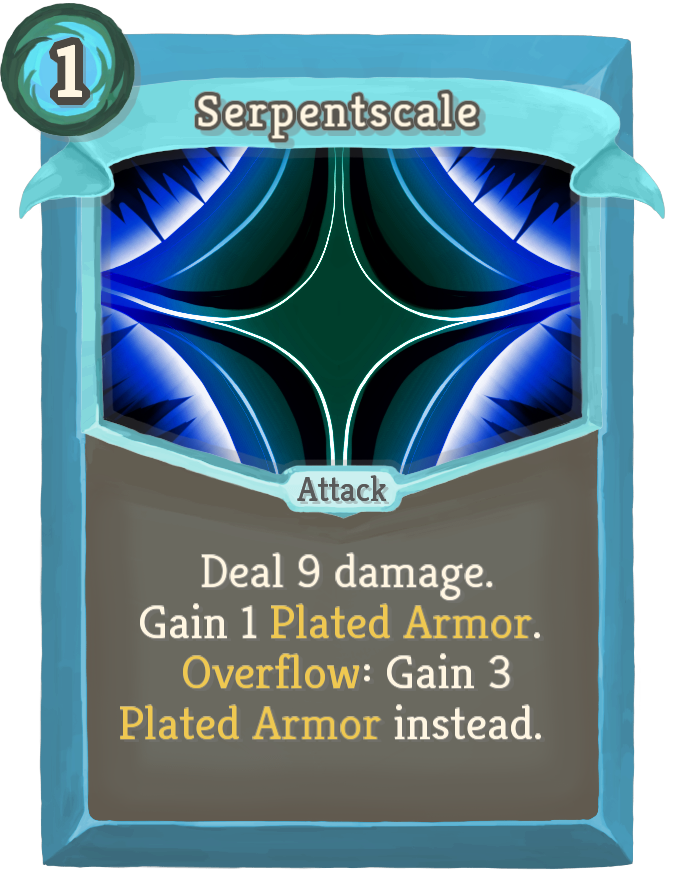 1
Serpentscale
Attack
Deal 9 damage.
Gain 1 Plated Armor.
Overflow: Gain 3
Plated Armor instead.